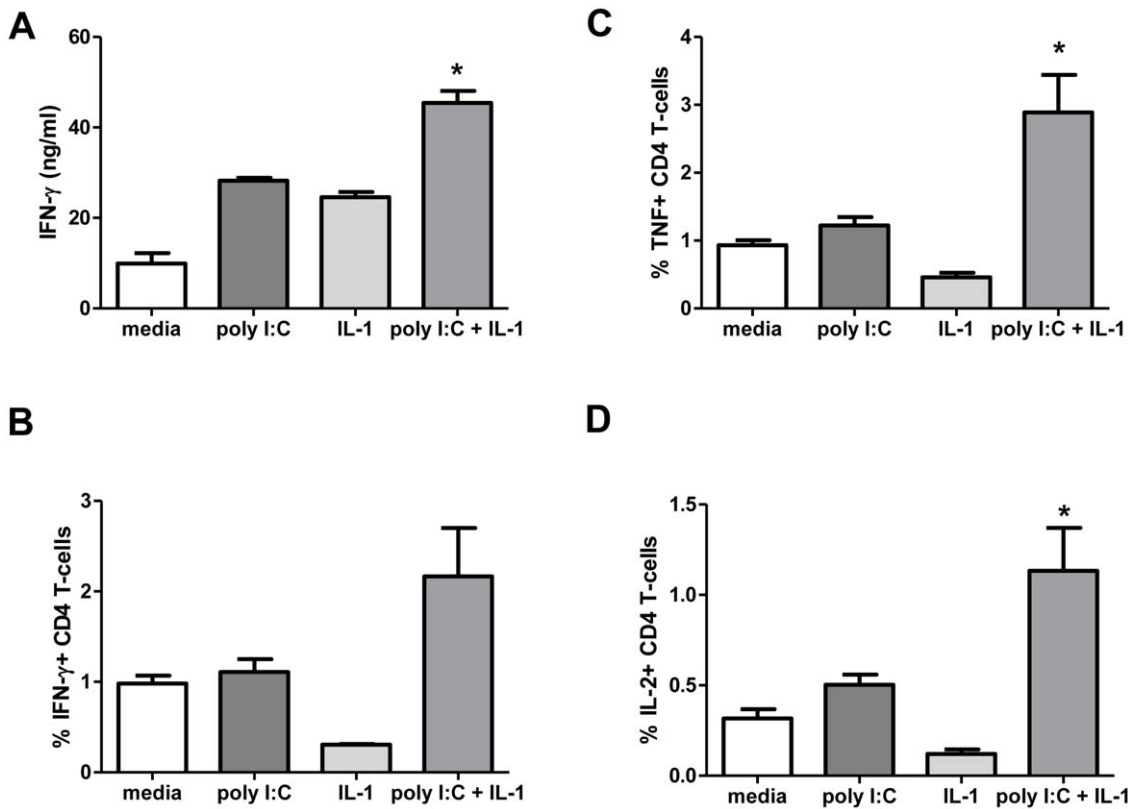 A
IFN-γ (ng/ml)
60
40
20
0
*
media poly I:C IL-1 poly I:C + IL-1
C
% TNF+ CD4 T-cells
4
3
2
1
0
*
media poly I:C IL-1 poly I:C + IL-1
B
% IFN-γ+ CD4 T-cells
3
2
1
0
media poly I:C IL-1 poly I:C + IL-1
D
% IL-2+ CD4 T-cells
1.5
1.0
0.5
0.0
*
media poly I:C IL-1 poly I:C + IL-1